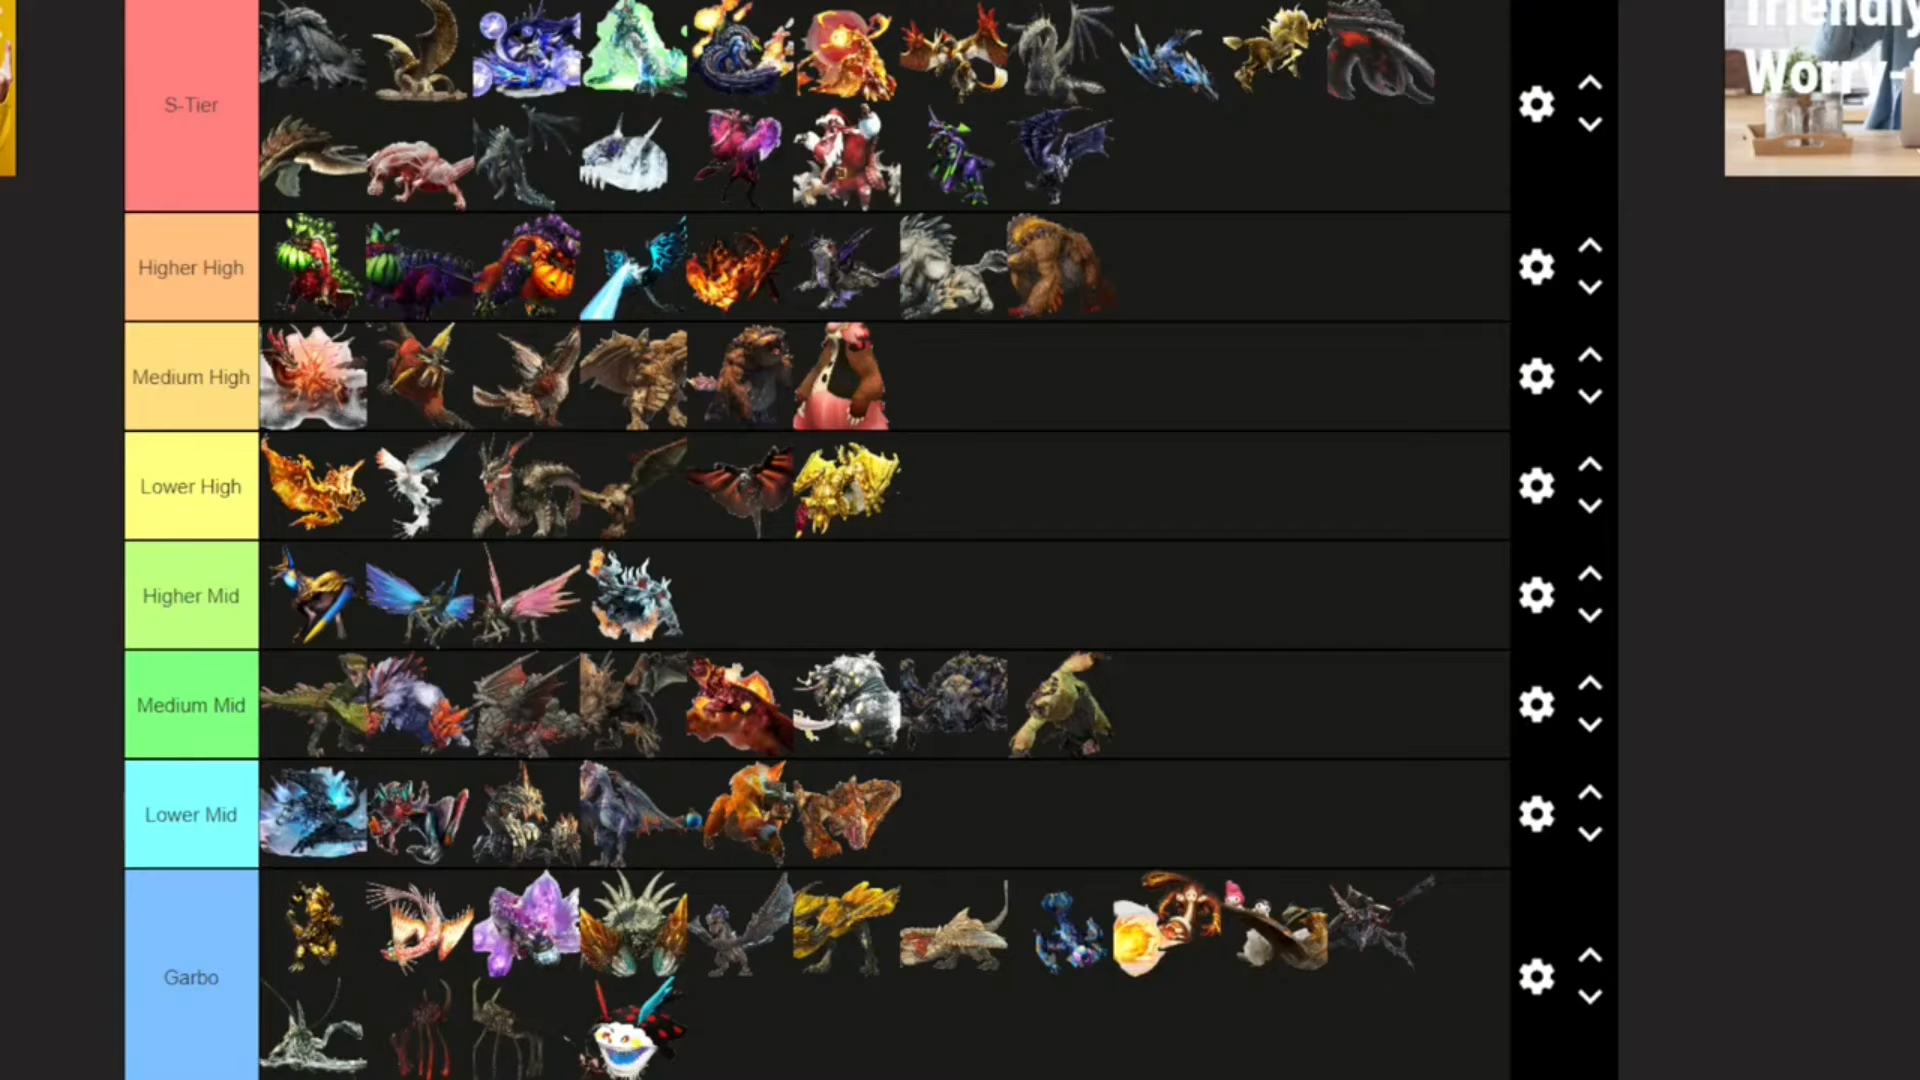 S-Tier
Worry-
Higher High
Medium High
Lower High
Higher Mid
Medium Mid
Lower Mid
Garbo